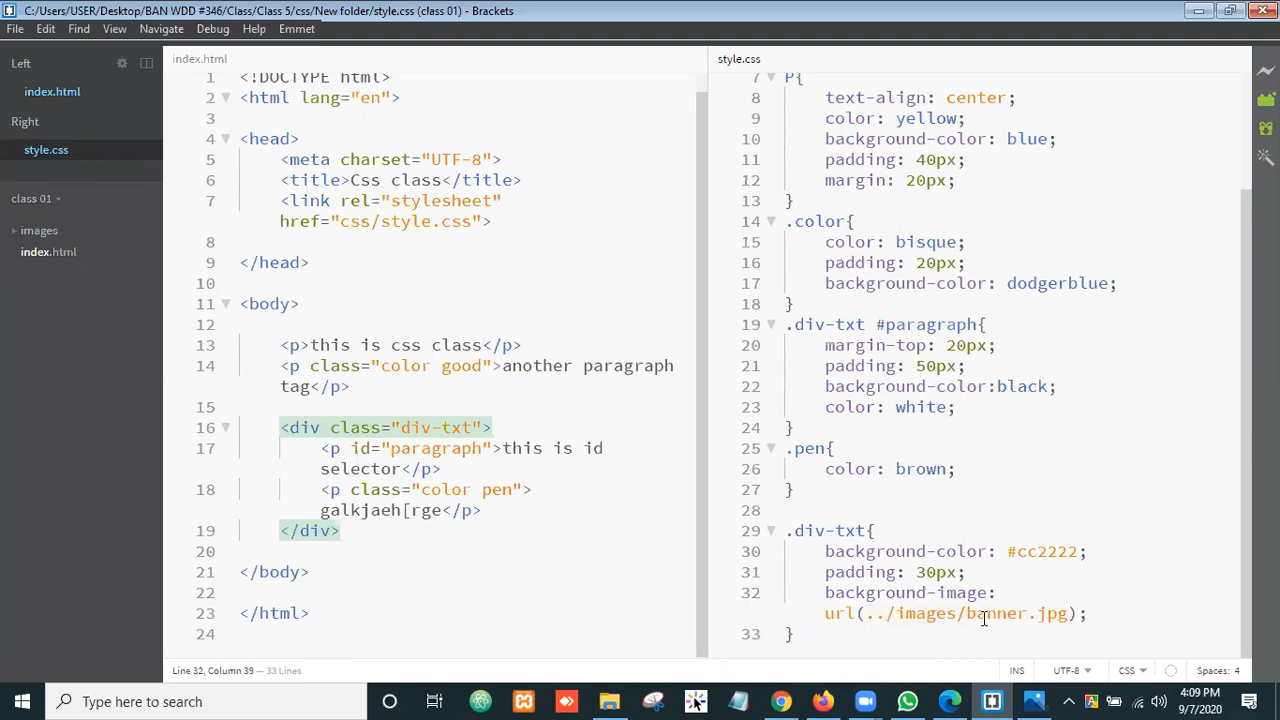 C:/Users/USER/Desktop/BAN WDD #346/Class/Class 5/css/New folder/style.css (class 01) - Brackets
File Edit Find View Navigate Debug Help Emmet
Left
index.html
Right
style.css
class 01
images
index.html
index.html
1 <!DOCTYPE html>
2 <html lang="en">
3
4 <head>
5 <meta charset="UTF-8">
6 <title>Css class</title>
7 <link rel="stylesheet"
href="css/style.css">
8
9 </head>
10
11 <body>
12
13 <p>this is css class</p>
14 <p class="color good">another paragraph
tag</p>
15
16 <div class="div-txt">
17 <p id="paragraph">this is id
selector</p>
18 <p class="color pen">
galkjaeh[rge</p>
19 </div>
20
21 </body>
22
23 </html>
24
style.css
7 P{
8 text-align: center;
9 color: yellow;
10 background-color: blue;
11 padding: 40px;
12 margin: 20px;
13 }
14 .color{
15 color: bisque;
16 padding: 20px;
17 background-color: dodgerblue;
18 }
19 .div-txt #paragraph{
20 margin-top: 20px;
21 padding: 50px;
22 background-color:black;
23 color: white;
24 }
25 .pen{
26 color: brown;
27 }
28
29 .div-txt{
30 background-color: #cc2222;
31 padding: 30px;
32 background-image:
url(../images/banner.jpg);
33 }
Line 32, Column 39 — 33 Lines
INS UTF-8 CSS Spaces: 4
Type here to search
4:09 PM
9/7/2020